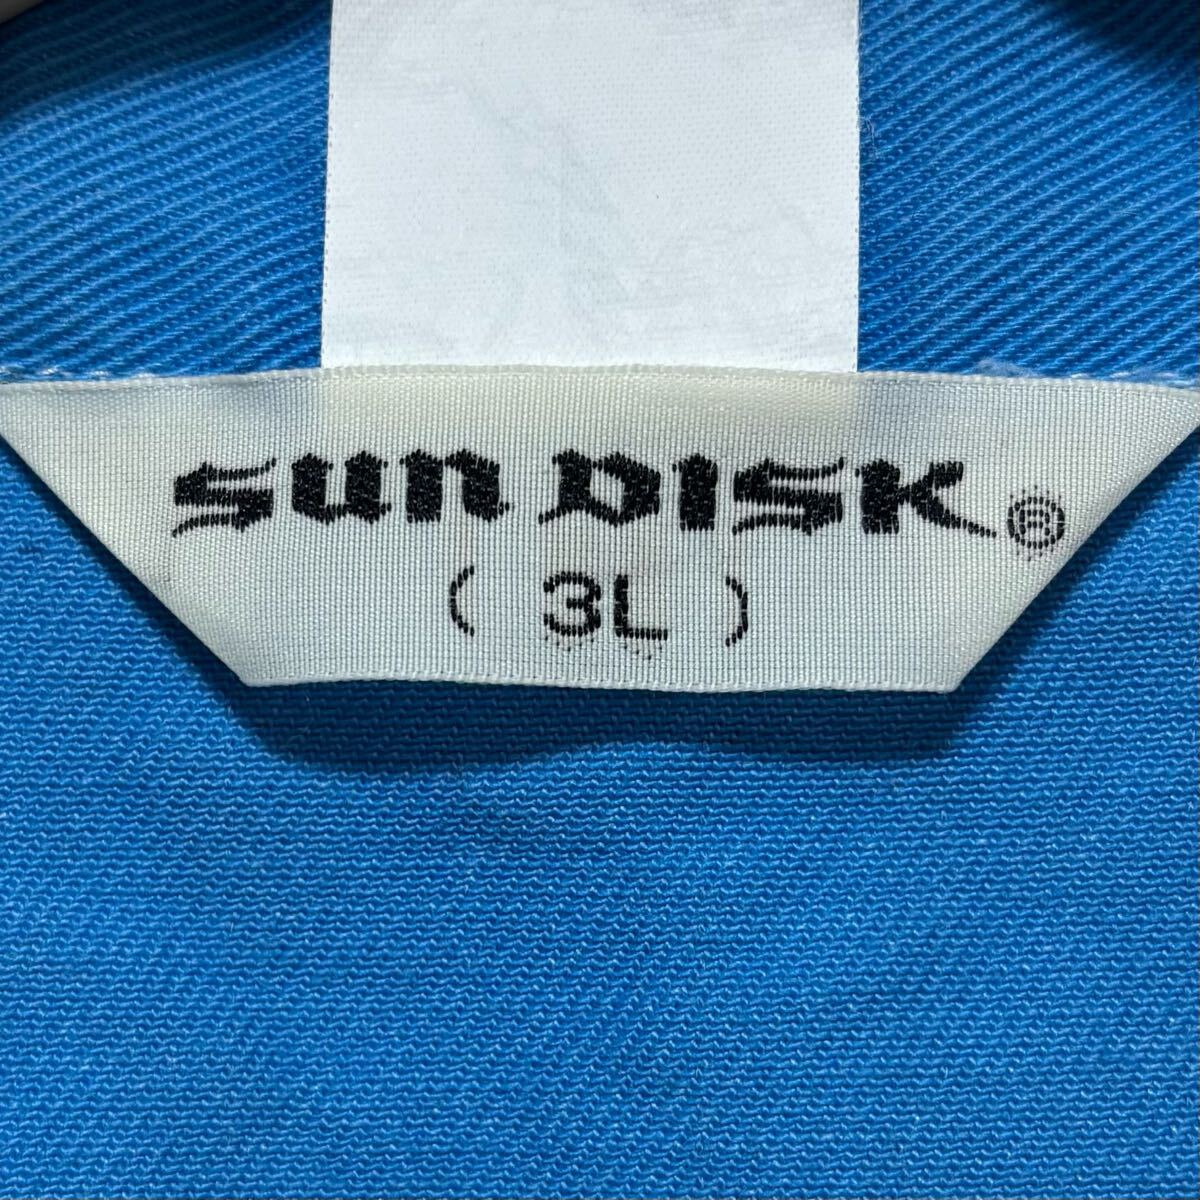 SUN DISK®
( 3L )